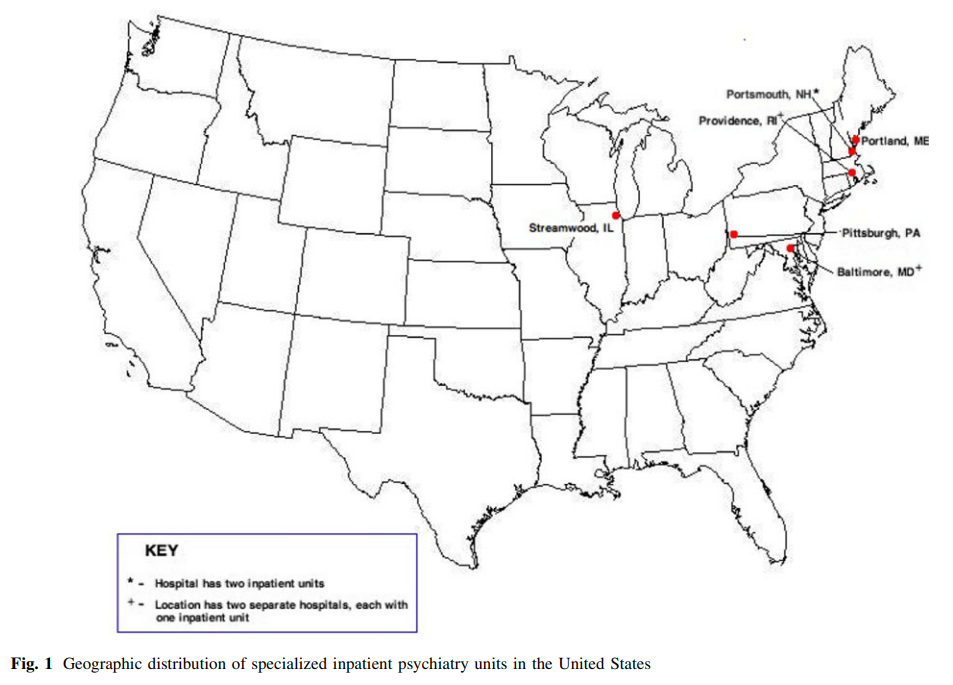 Portsmouth, NH*
Providence, RI+
Portland, ME
Streamwood, IL
Pittsburgh, PA
Baltimore, MD+
KEY
* - Hospital has two inpatient units
+ - Location has two separate hospitals, each with
one inpatient unit
Fig. 1 Geographic distribution of specialized inpatient psychiatry units in the United States